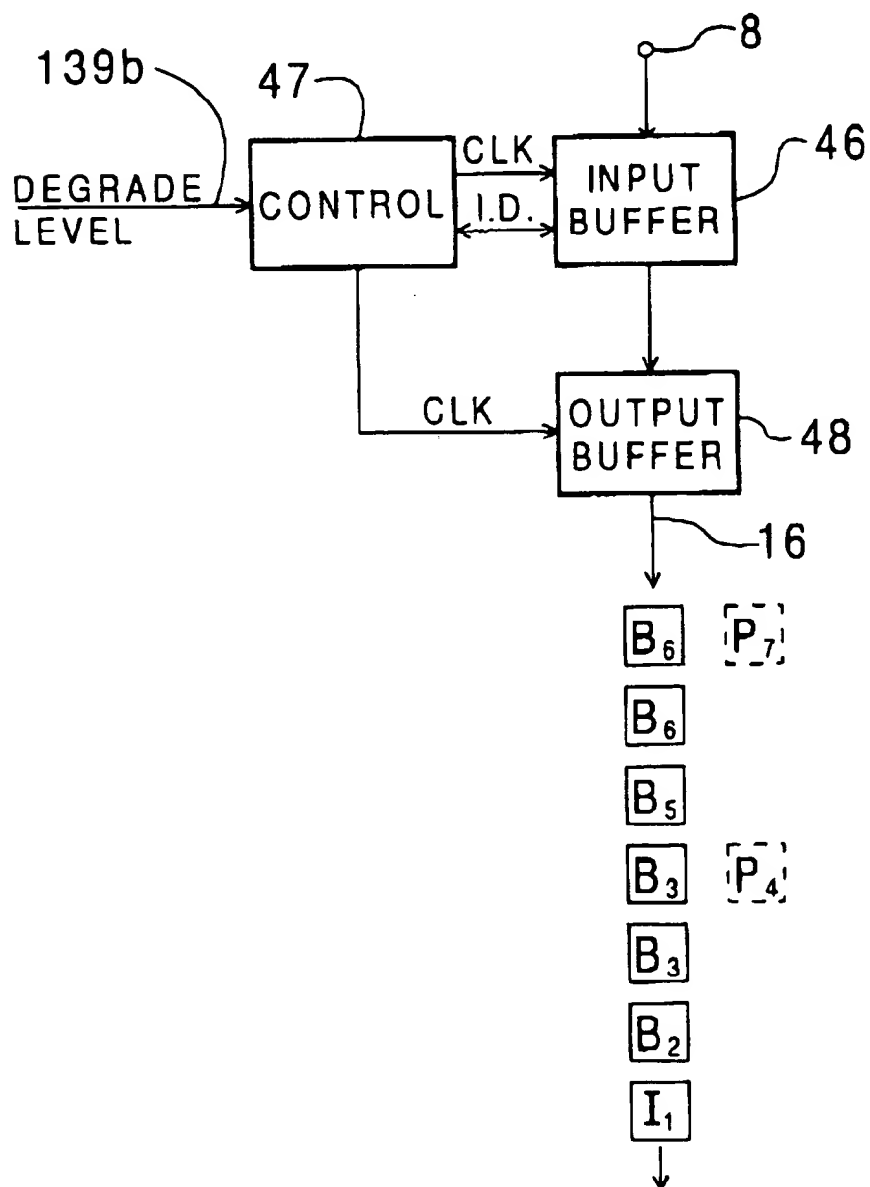 8
139b
47
46
CLK
INPUT
BUFFER
DEGRADE
LEVEL
CONTROL
I.D.
CLK
OUTPUT
BUFFER
48
16
B6 P7
B6
B5
B3 P4
B3
B2
I1